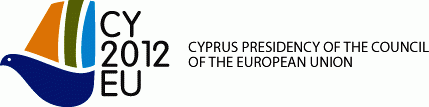 CY
2012
EU
CYPRUS PRESIDENCY OF THE COUNCIL
OF THE EUROPEAN UNION